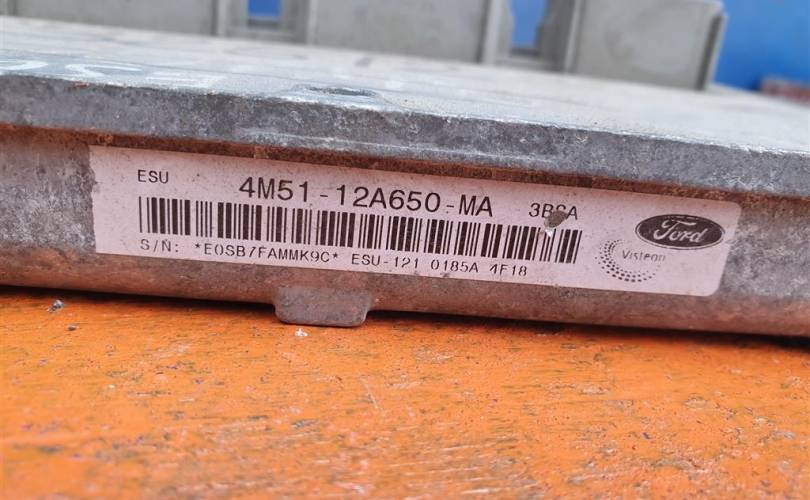 ESU 4M51-12A650-MA 3BSA
S/N: *E0SB7FAMMK9C* ESU-121 0185A 4F18
Ford
Visteon